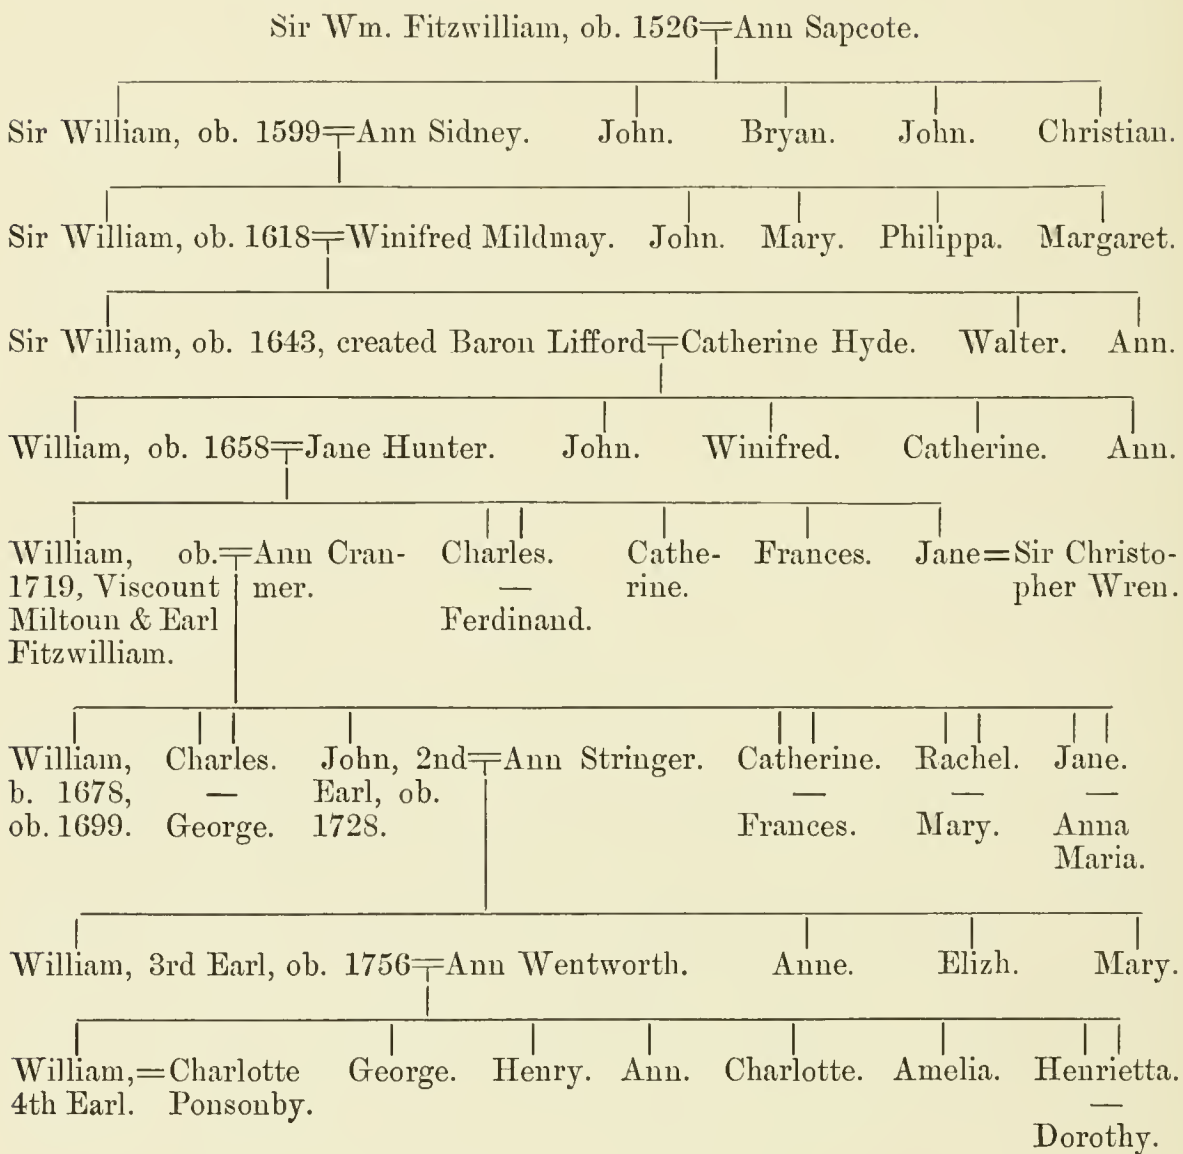 Sir Wm. Fitzwilliam, ob. 1526=Ann Sapcote.
Sir William, ob. 1599=Ann Sidney. John. Bryan. John. Christian.
Sir William, ob. 1618=Winifred Mildmay. John. Mary. Philippa. Margaret.
Sir William, ob. 1643, created Baron Lifford=Catherine Hyde. Walter. Ann.
William, ob. 1658=Jane Hunter. John. Winifred. Catherine. Ann.
William, ob.=Ann Cran- Charles. Cathe- Frances. Jane=Sir Christo-
1719, Viscount mer. — rine. pher Wren.
Miltoun & Earl Ferdinand.
Fitzwilliam.
William, Charles. John, 2nd=Ann Stringer. Catherine. Rachel. Jane.
b. 1678, — Earl, ob. — — —
ob. 1699. George. 1728. Frances. Mary. Anna
Maria.
William, 3rd Earl, ob. 1756=Ann Wentworth. Anne. Elizh. Mary.
William,=Charlotte George. Henry. Ann. Charlotte. Amelia. Henrietta.
4th Earl. Ponsonby. —
Dorothy.